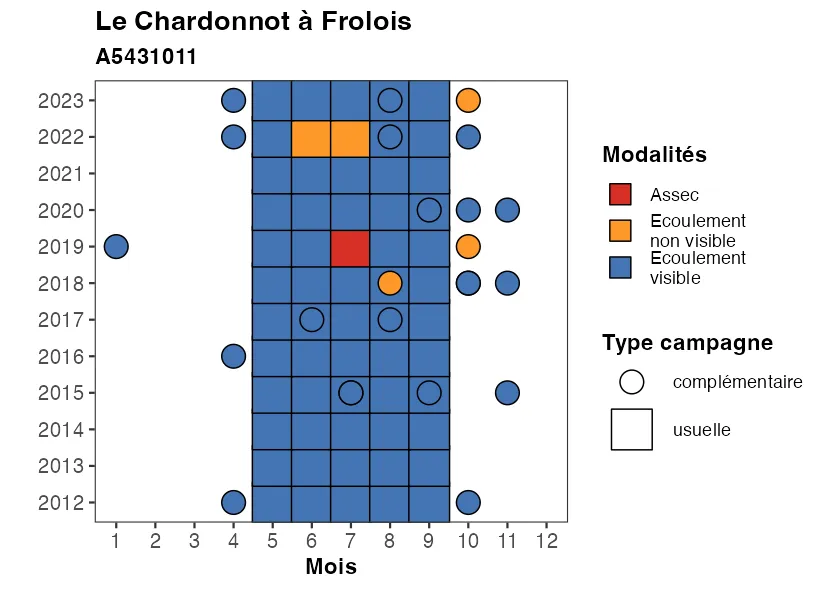 Le Chardonnot à Frolois
A5431011
2023
2022
2021
2020
2019
2018
2017
2016
2015
2014
2013
2012
1 2 3 4 5 6 7 8 9 10 11 12
Mois
Modalités
Assec
Ecoulement
non visible
Ecoulement
visible
Type campagne
complémentaire
usuelle